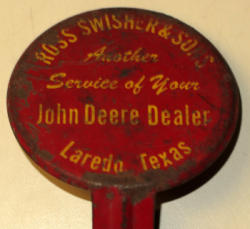 ROSS SWISHER & SONS
Another
Service of Your
John Deere Dealer
Laredo, Texas